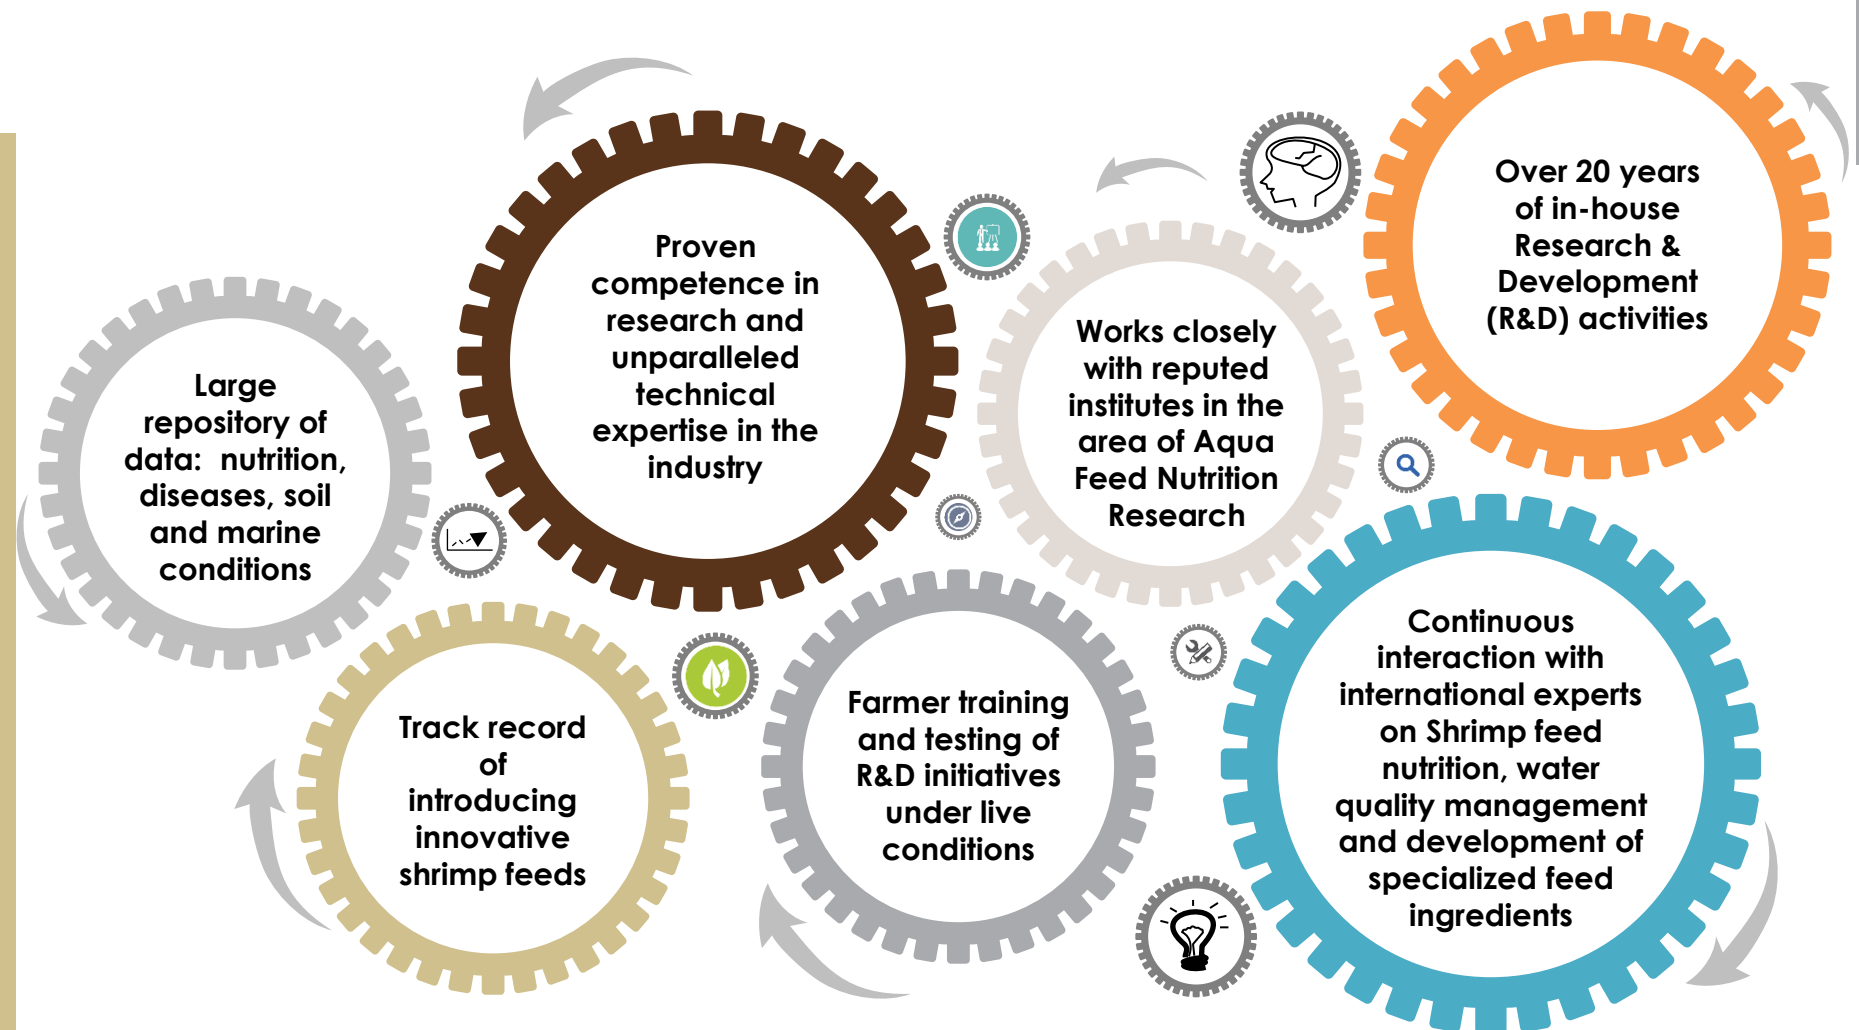 Large
repository of
data:  nutrition,
diseases, soil
and marine
conditions
Proven
competence in
research and
unparalleled
technical
expertise in the
industry
Works closely
with reputed
institutes in the
area of Aqua
Feed Nutrition
Research
Over 20 years
of in-house
Research &
Development
(R&D) activities
Track record
of
introducing
innovative
shrimp feeds
Farmer training
and testing of
R&D initiatives
under live
conditions
Continuous
interaction with
international experts
on Shrimp feed
nutrition, water
quality management
and development of
specialized feed
ingredients